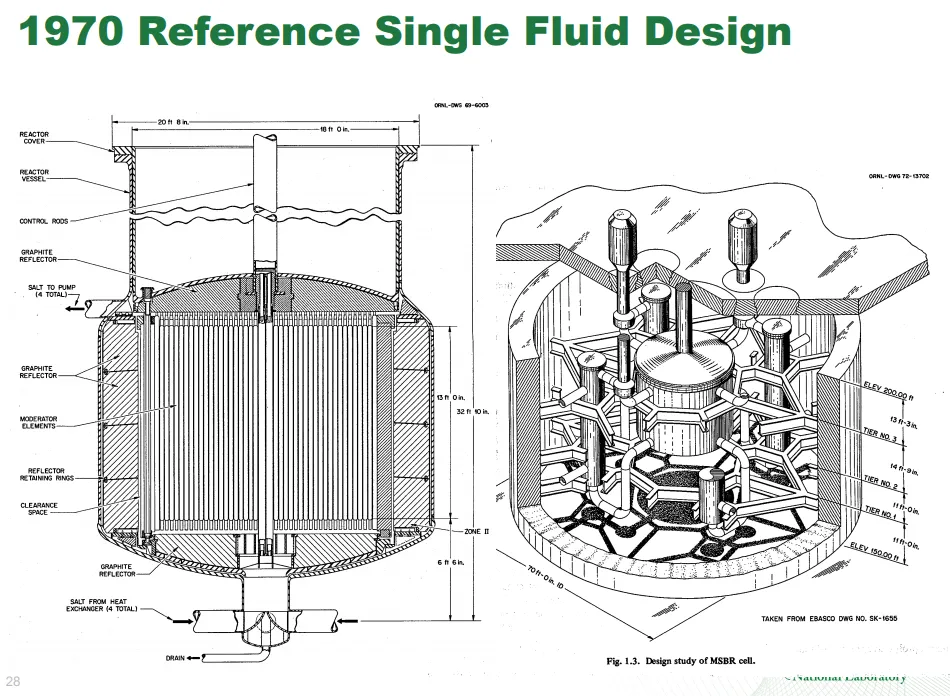 1970 Reference Single Fluid Design
ORNL-DWG 69-6003
20 ft 8 in.
18 ft 0 in.
REACTOR
COVER
REACTOR
VESSEL
CONTROL RODS
GRAPHITE
REFLECTOR
SALT TO PUMP
(4 TOTAL)
GRAPHITE
REFLECTOR
13 ft 0 in.
32 ft 10 in.
MODERATOR
ELEMENTS
REFLECTOR
RETAINING RINGS
CLEARANCE
SPACE
ZONE II
GRAPHITE
REFLECTOR
6 ft 6 in.
SALT FROM HEAT
EXCHANGER (4 TOTAL)
DRAIN
ORNL-DWG 72-13702
ELEV 200.00 ft
13 ft-3 in.
TIER NO. 3
14 ft-9 in.
TIER NO. 2
11 ft-0 in.
TIER NO. 1
11 ft-0 in.
ELEV 150.00 ft
70 ft-0 in. ID
TAKEN FROM EBASCO DWG NO. SK-1655
Fig. 1.3. Design study of MSBR cell.
National Laboratory
28